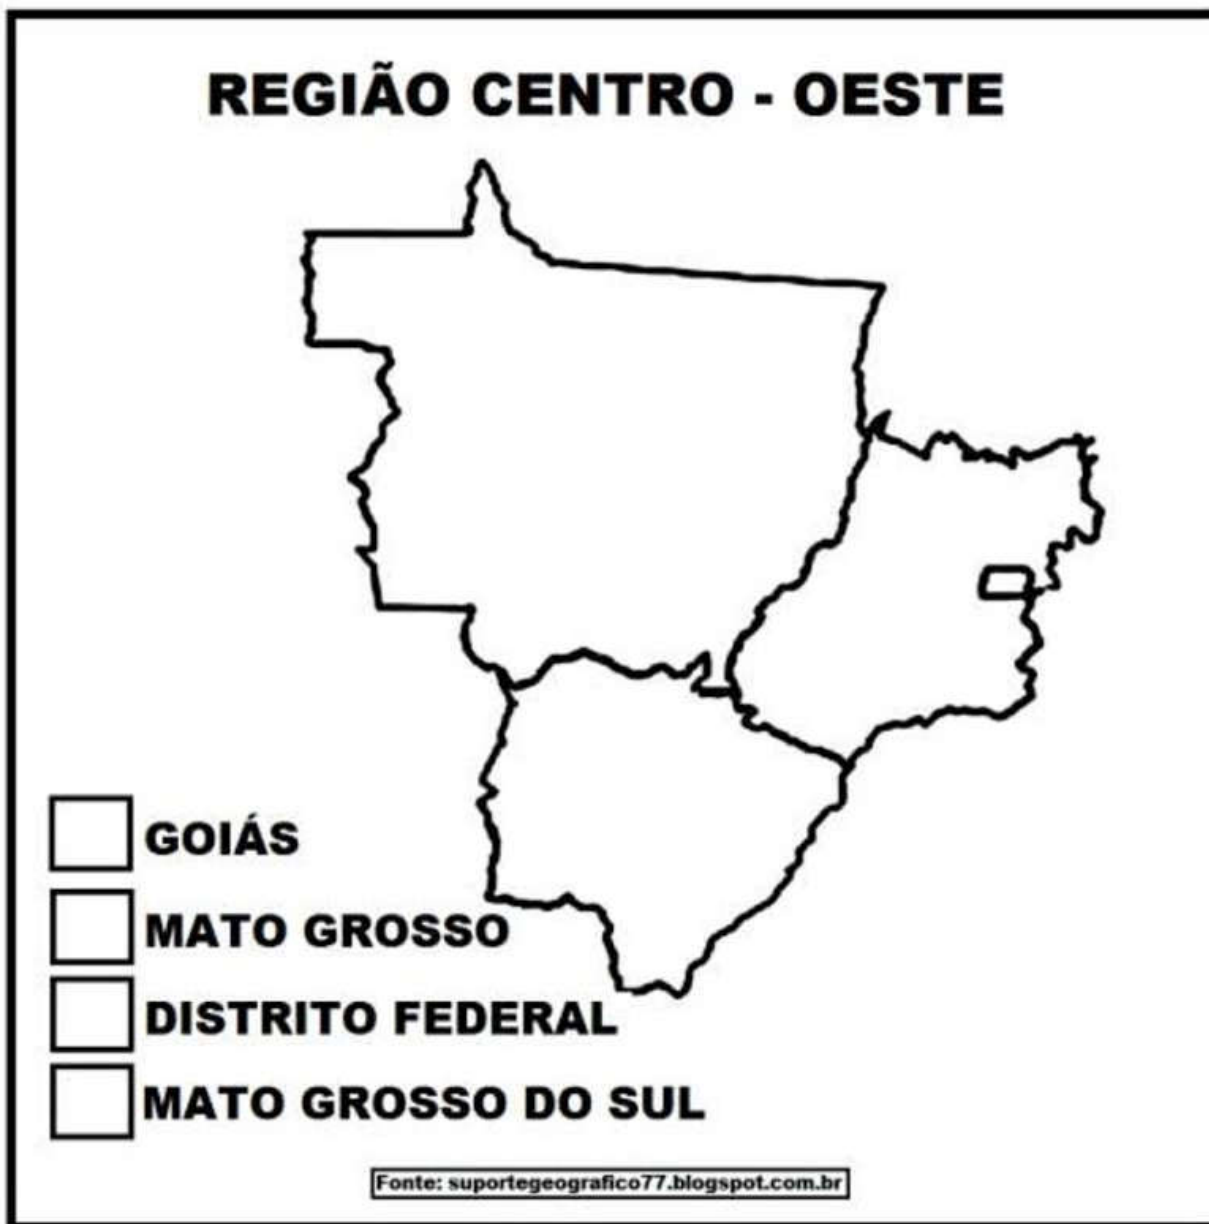 REGIÃO CENTRO - OESTE
GOIÁS
MATO GROSSO
DISTRITO FEDERAL
MATO GROSSO DO SUL
Fonte: suportegeografico77.blogspot.com.br